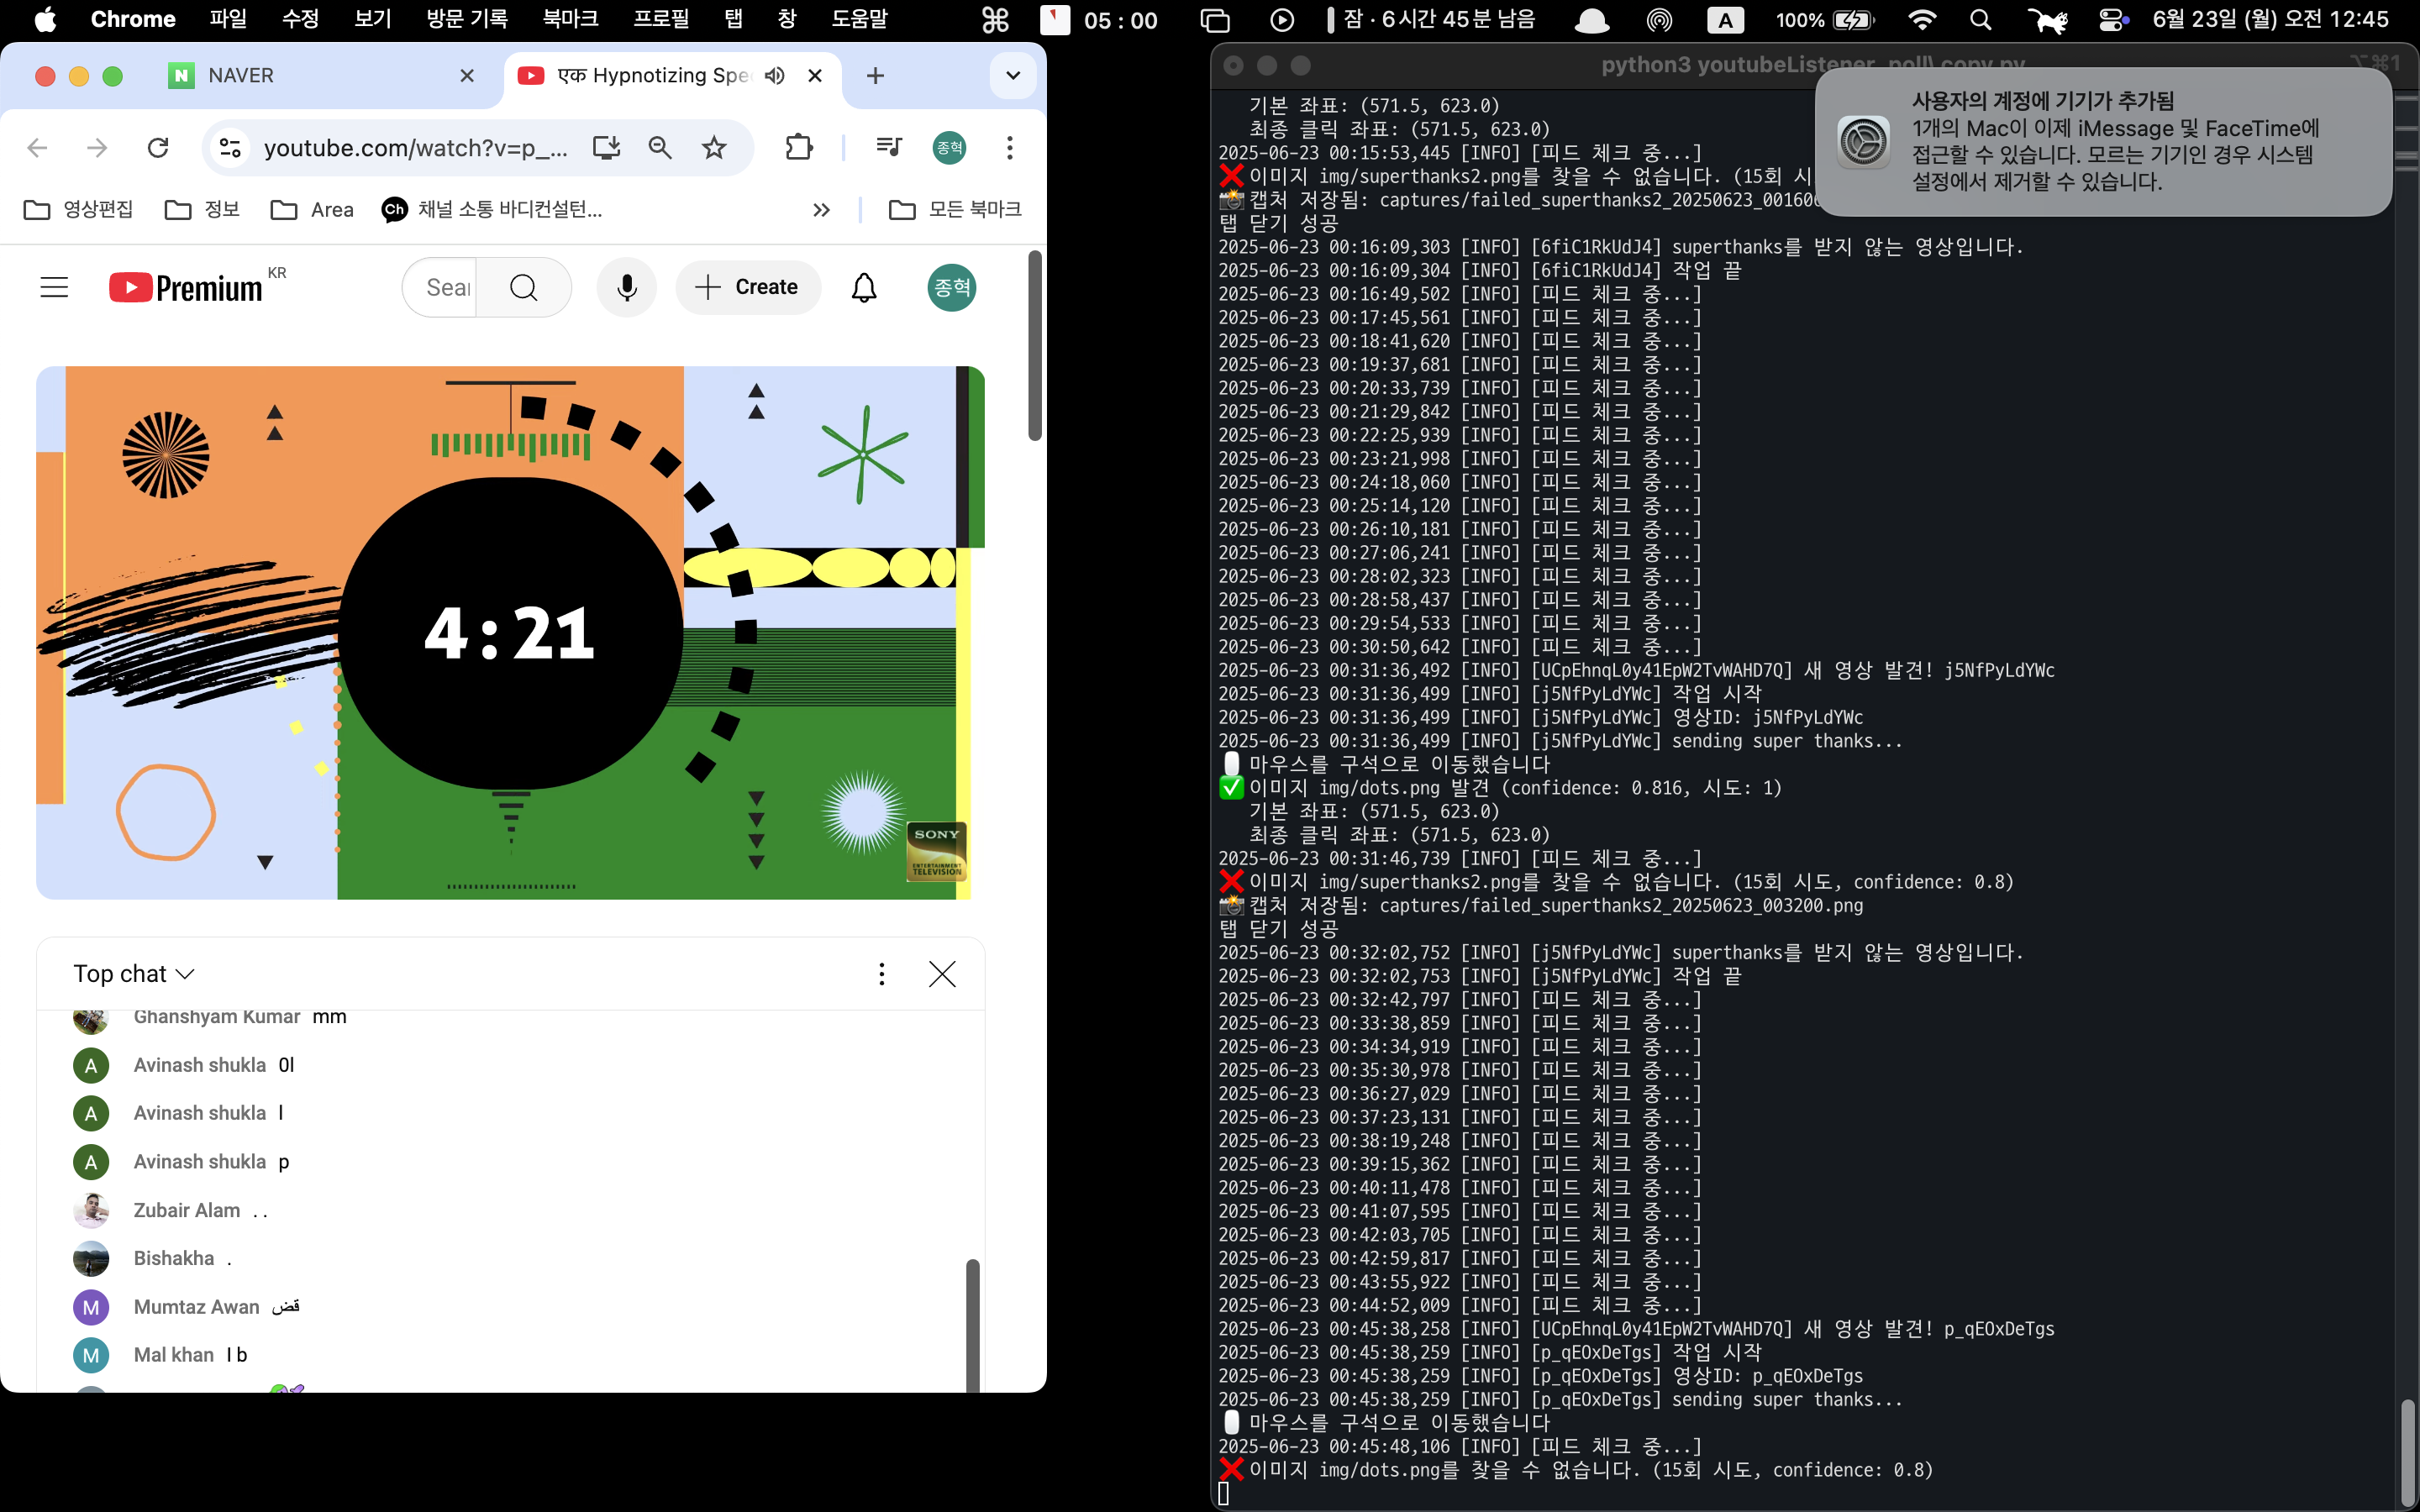 Chrome 파일 수정 보기 방문 기록 북마크 프로필 탭 창 도움말 05 : 00 잠 · 6시간 45분 남음 A 100% 6월 23일 (월) 오전 12:45
NAVER
एक Hypnotizing Spe
youtube.com/watch?v=p_...
종혁
영상편집 정보 Area 채널 소통 바디컨설턴... 모든 북마크
Premium KR
Sear
Create
종혁
4:21
SONY
ENTERTAINMENT
TELEVISION
Top chat
Ghanshyam Kumar mm
A Avinash shukla 0l
A Avinash shukla l
A Avinash shukla p
Zubair Alam . .
Bishakha .
M Mumtaz Awan قض
M Mal khan l b
python3 youtubeListener_poll\ copy.py ⌥⌘1
사용자의 계정에 기기가 추가됨
1개의 Mac이 이제 iMessage 및 FaceTime에
접근할 수 있습니다. 모르는 기기인 경우 시스템
설정에서 제거할 수 있습니다.
기본 좌표: (571.5, 623.0)
최종 클릭 좌표: (571.5, 623.0)
2025-06-23 00:15:53,445 [INFO] [피드 체크 중...]
❌ 이미지 img/superthanks2.png를 찾을 수 없습니다. (15회 시
📸 캡처 저장됨: captures/failed_superthanks2_20250623_00160
탭 닫기 성공
2025-06-23 00:16:09,303 [INFO] [6fiC1RkUdJ4] superthanks를 받지 않는 영상입니다.
2025-06-23 00:16:09,304 [INFO] [6fiC1RkUdJ4] 작업 끝
2025-06-23 00:16:49,502 [INFO] [피드 체크 중...]
2025-06-23 00:17:45,561 [INFO] [피드 체크 중...]
2025-06-23 00:18:41,620 [INFO] [피드 체크 중...]
2025-06-23 00:19:37,681 [INFO] [피드 체크 중...]
2025-06-23 00:20:33,739 [INFO] [피드 체크 중...]
2025-06-23 00:21:29,842 [INFO] [피드 체크 중...]
2025-06-23 00:22:25,939 [INFO] [피드 체크 중...]
2025-06-23 00:23:21,998 [INFO] [피드 체크 중...]
2025-06-23 00:24:18,060 [INFO] [피드 체크 중...]
2025-06-23 00:25:14,120 [INFO] [피드 체크 중...]
2025-06-23 00:26:10,181 [INFO] [피드 체크 중...]
2025-06-23 00:27:06,241 [INFO] [피드 체크 중...]
2025-06-23 00:28:02,323 [INFO] [피드 체크 중...]
2025-06-23 00:28:58,437 [INFO] [피드 체크 중...]
2025-06-23 00:29:54,533 [INFO] [피드 체크 중...]
2025-06-23 00:30:50,642 [INFO] [피드 체크 중...]
2025-06-23 00:31:36,492 [INFO] [UCpEhnqL0y41EpW2TvWAHD7Q] 새 영상 발견! j5NfPyLdYWc
2025-06-23 00:31:36,499 [INFO] [j5NfPyLdYWc] 작업 시작
2025-06-23 00:31:36,499 [INFO] [j5NfPyLdYWc] 영상ID: j5NfPyLdYWc
2025-06-23 00:31:36,499 [INFO] [j5NfPyLdYWc] sending super thanks...
마우스를 구석으로 이동했습니다
✅ 이미지 img/dots.png 발견 (confidence: 0.816, 시도: 1)
기본 좌표: (571.5, 623.0)
최종 클릭 좌표: (571.5, 623.0)
2025-06-23 00:31:46,739 [INFO] [피드 체크 중...]
❌ 이미지 img/superthanks2.png를 찾을 수 없습니다. (15회 시도, confidence: 0.8)
📸 캡처 저장됨: captures/failed_superthanks2_20250623_003200.png
탭 닫기 성공
2025-06-23 00:32:02,752 [INFO] [j5NfPyLdYWc] superthanks를 받지 않는 영상입니다.
2025-06-23 00:32:02,753 [INFO] [j5NfPyLdYWc] 작업 끝
2025-06-23 00:32:42,797 [INFO] [피드 체크 중...]
2025-06-23 00:33:38,859 [INFO] [피드 체크 중...]
2025-06-23 00:34:34,919 [INFO] [피드 체크 중...]
2025-06-23 00:35:30,978 [INFO] [피드 체크 중...]
2025-06-23 00:36:27,029 [INFO] [피드 체크 중...]
2025-06-23 00:37:23,131 [INFO] [피드 체크 중...]
2025-06-23 00:38:19,248 [INFO] [피드 체크 중...]
2025-06-23 00:39:15,362 [INFO] [피드 체크 중...]
2025-06-23 00:40:11,478 [INFO] [피드 체크 중...]
2025-06-23 00:41:07,595 [INFO] [피드 체크 중...]
2025-06-23 00:42:03,705 [INFO] [피드 체크 중...]
2025-06-23 00:42:59,817 [INFO] [피드 체크 중...]
2025-06-23 00:43:55,922 [INFO] [피드 체크 중...]
2025-06-23 00:44:52,009 [INFO] [피드 체크 중...]
2025-06-23 00:45:38,258 [INFO] [UCpEhnqL0y41EpW2TvWAHD7Q] 새 영상 발견! p_qEOxDeTgs
2025-06-23 00:45:38,259 [INFO] [p_qEOxDeTgs] 작업 시작
2025-06-23 00:45:38,259 [INFO] [p_qEOxDeTgs] 영상ID: p_qEOxDeTgs
2025-06-23 00:45:38,259 [INFO] [p_qEOxDeTgs] sending super thanks...
마우스를 구석으로 이동했습니다
2025-06-23 00:45:48,106 [INFO] [피드 체크 중...]
❌ 이미지 img/dots.png를 찾을 수 없습니다. (15회 시도, confidence: 0.8)